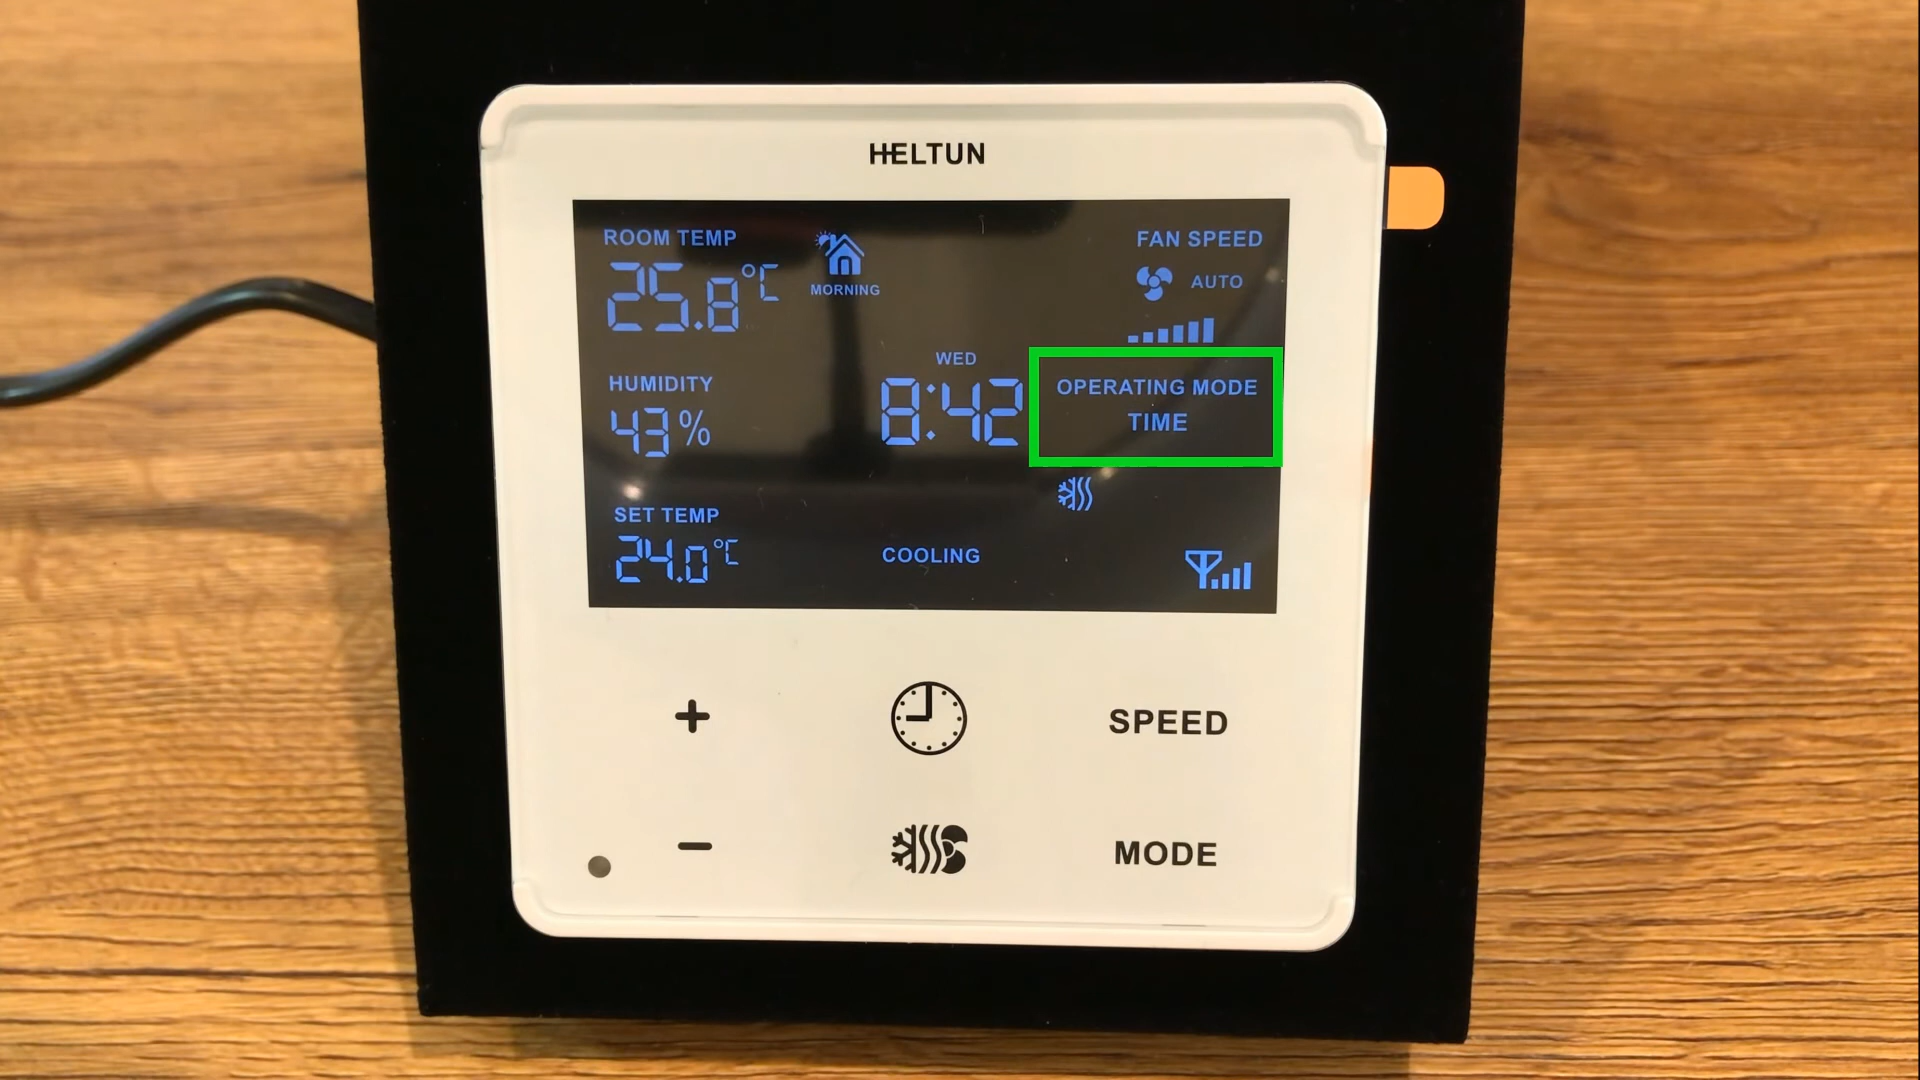 HELTUN
ROOM TEMP
25.8°C
MORNING
FAN SPEED
AUTO
HUMIDITY
43%
WED
8:42
OPERATING MODE
TIME
SET TEMP
24.0°C
COOLING
+
SPEED
−
MODE